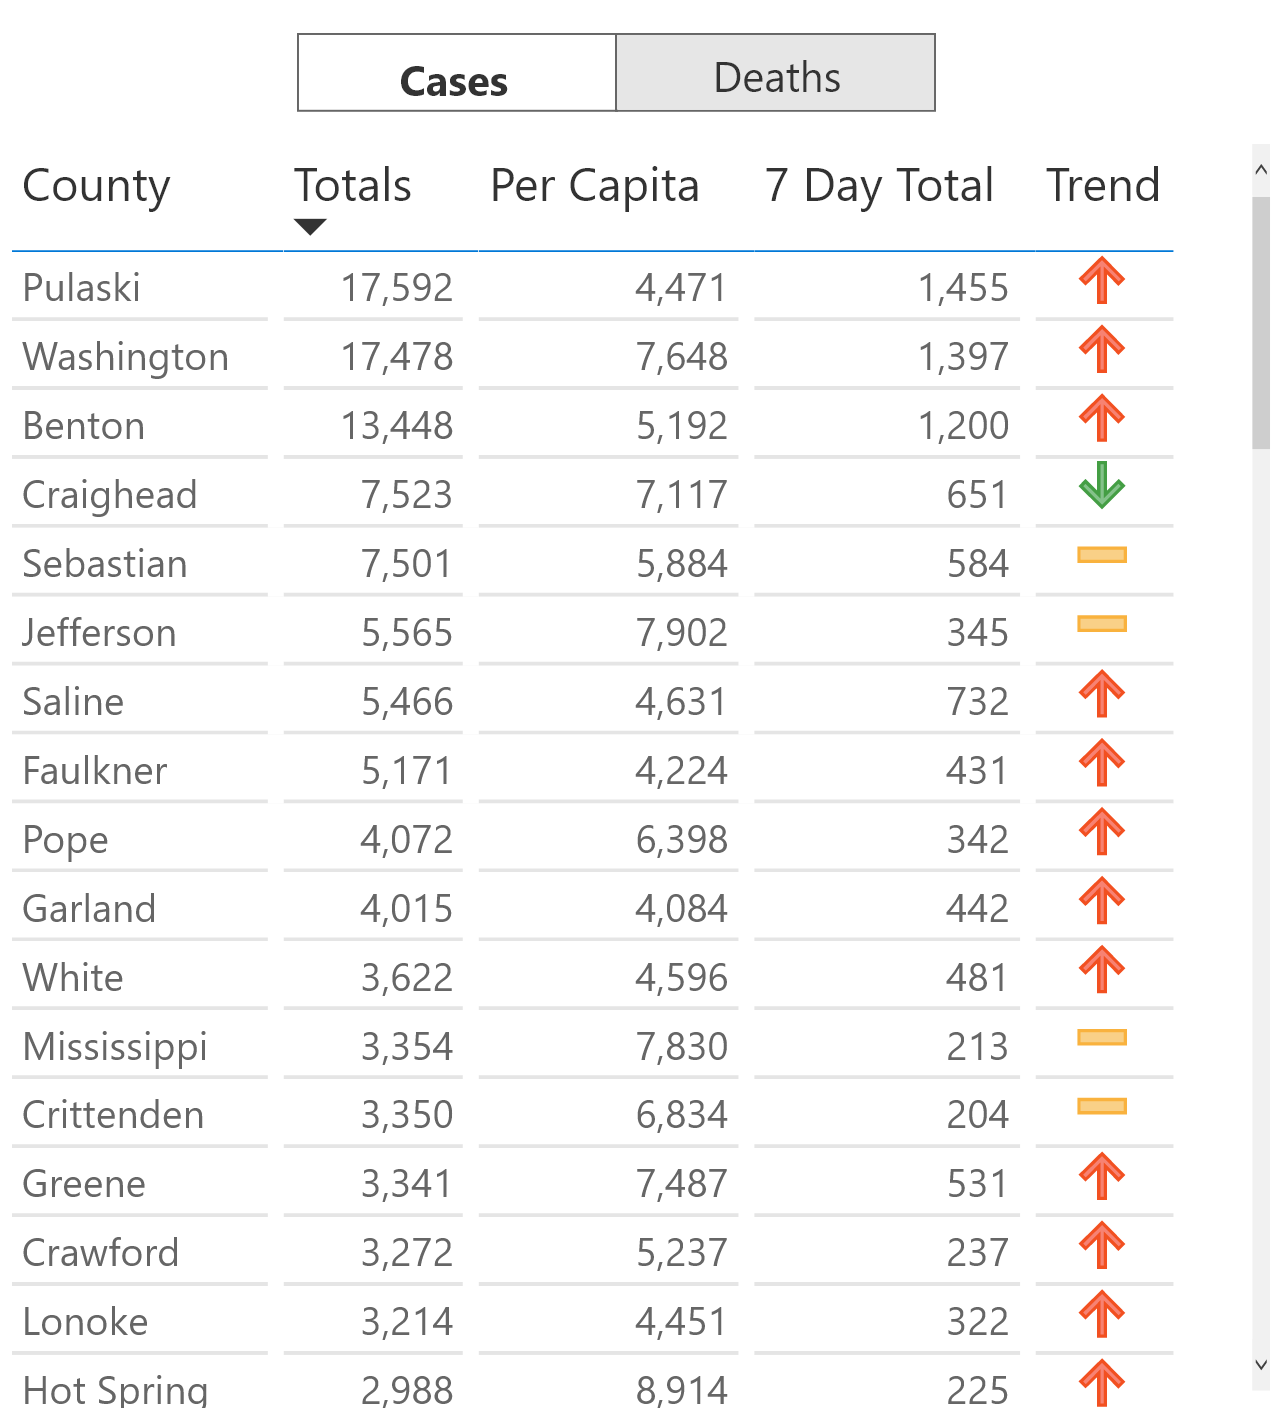 Cases Deaths
County Totals Per Capita 7 Day Total Trend
Pulaski 17,592 4,471 1,455
Washington 17,478 7,648 1,397
Benton 13,448 5,192 1,200
Craighead 7,523 7,117 651
Sebastian 7,501 5,884 584
Jefferson 5,565 7,902 345
Saline 5,466 4,631 732
Faulkner 5,171 4,224 431
Pope 4,072 6,398 342
Garland 4,015 4,084 442
White 3,622 4,596 481
Mississippi 3,354 7,830 213
Crittenden 3,350 6,834 204
Greene 3,341 7,487 531
Crawford 3,272 5,237 237
Lonoke 3,214 4,451 322
Hot Spring 2,988 8,914 225